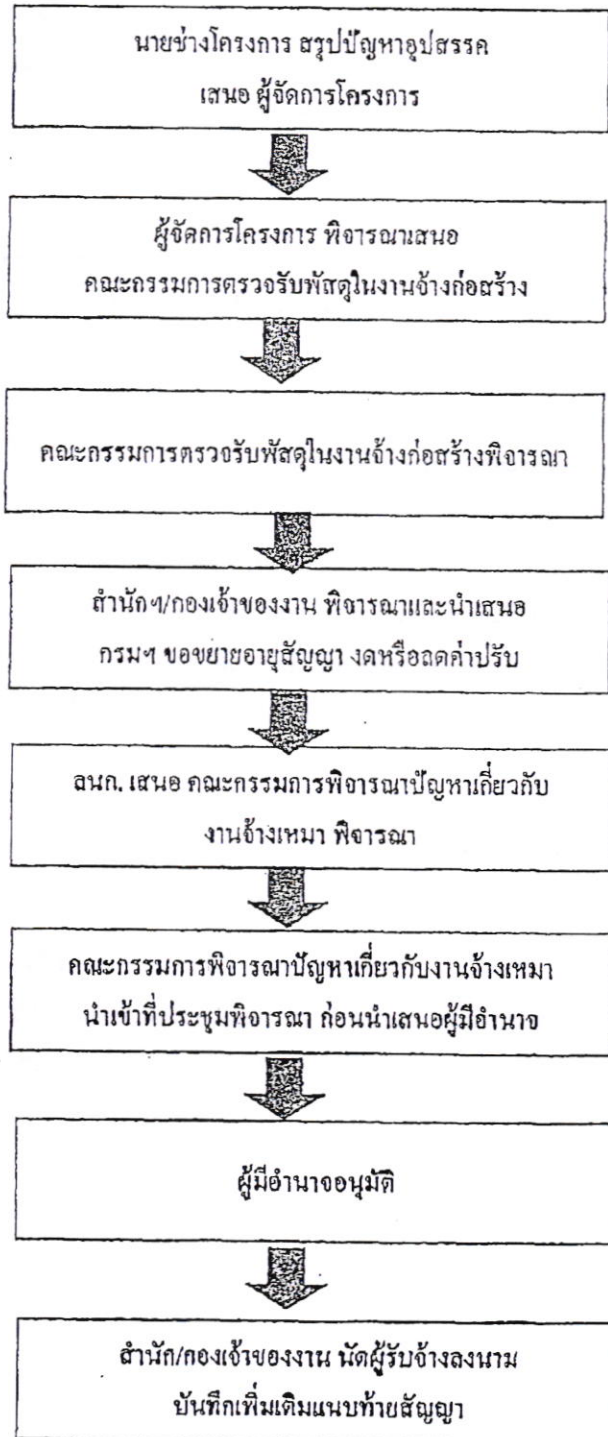 นายช่างโครงการ สรุปปัญหาอุปสรรค
เสนอ ผู้จัดการโครงการ
ผู้จัดการโครงการ พิจารณาเสนอ
คณะกรรมการตรวจรับพัสดุในงานจ้างก่อสร้าง
คณะกรรมการตรวจรับพัสดุในงานจ้างก่อสร้างพิจารณา
สำนักฯ/กองเจ้าของงาน พิจารณาและนำเสนอ
กรมฯ ขอขยายอายุสัญญา งดหรือลดค่าปรับ
ลนก. เสนอ คณะกรรมการพิจารณาปัญหาเกี่ยวกับ
งานจ้างเหมา พิจารณา
คณะกรรมการพิจารณาปัญหาเกี่ยวกับงานจ้างเหมา
นำเข้าที่ประชุมพิจารณา ก่อนนำเสนอผู้มีอำนาจ
ผู้มีอำนาจอนุมัติ
สำนัก/กองเจ้าของงาน นัดผู้รับจ้างลงนาม
บันทึกเพิ่มเติมแนบท้ายสัญญา